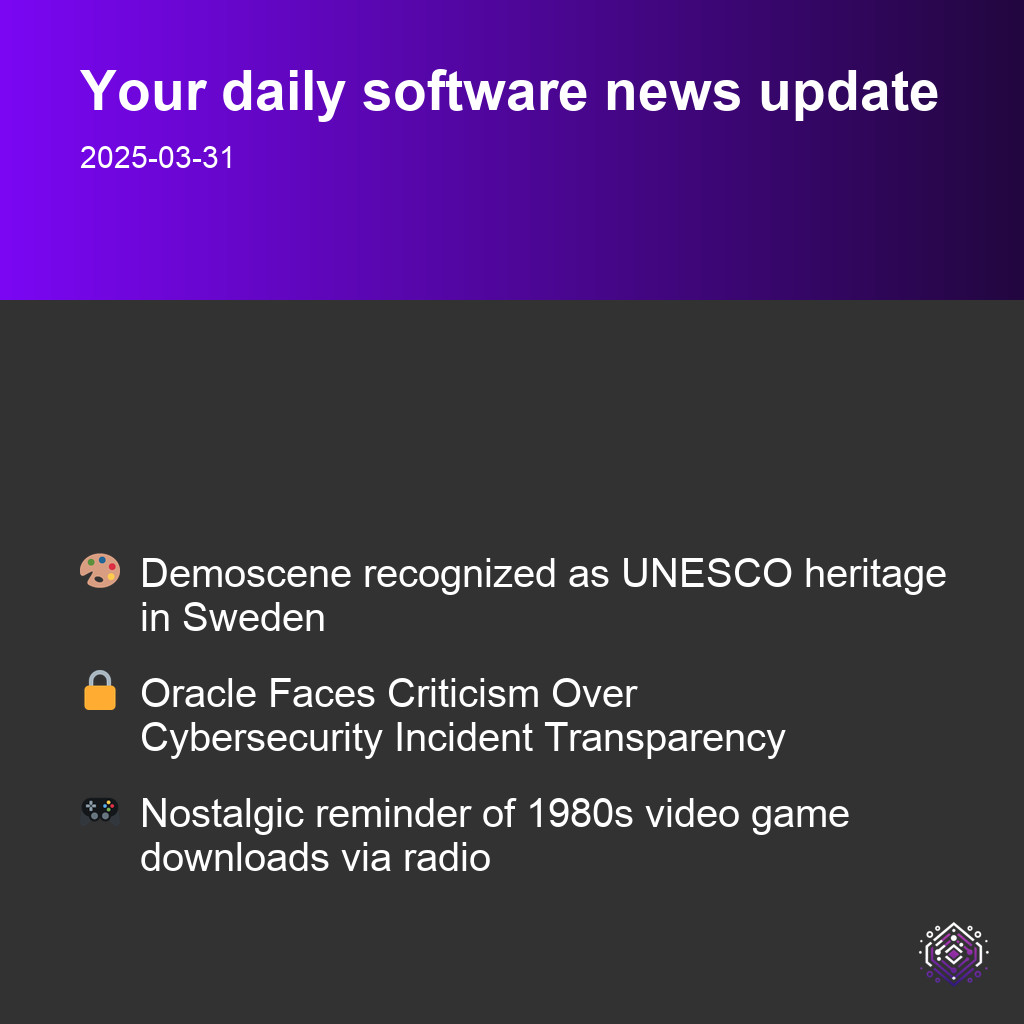 Your daily software news update
2025-03-31
Demoscene recognized as UNESCO heritage
in Sweden
Oracle Faces Criticism Over
Cybersecurity Incident Transparency
Nostalgic reminder of 1980s video game
downloads via radio